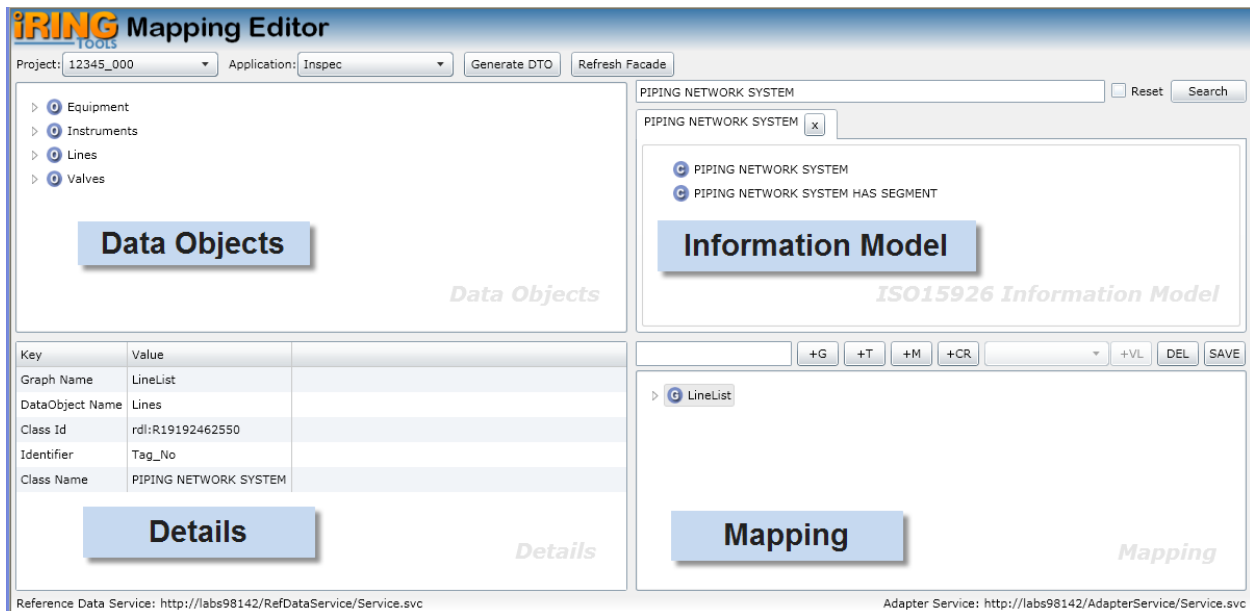 iRING TOOLS Mapping Editor
Project: 12345_000 Application: Inspec Generate DTO Refresh Facade
O Equipment
O Instruments
O Lines
O Valves
Data Objects
Data Objects
PIPING NETWORK SYSTEM Reset Search
PIPING NETWORK SYSTEM x
C PIPING NETWORK SYSTEM
C PIPING NETWORK SYSTEM HAS SEGMENT
Information Model
ISO15926 Information Model
Key Value
Graph Name LineList
DataObject Name Lines
Class Id rdl:R19192462550
Identifier Tag_No
Class Name PIPING NETWORK SYSTEM
Details
Details
+G +T +M +CR +VL DEL SAVE
G LineList
Mapping
Mapping
Reference Data Service: http://labs98142/RefDataService/Service.svc
Adapter Service: http://labs98142/AdapterService/Service.svc